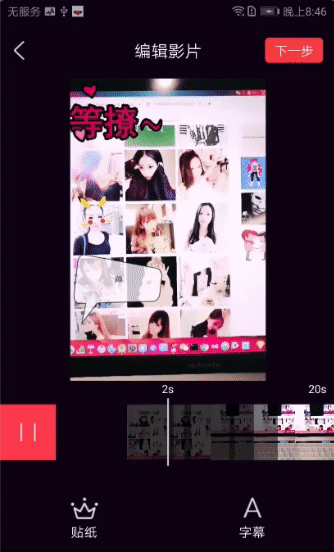 无服务 晚上8:46
编辑影片
下一步
等撩~
2s 20s
贴纸 字幕